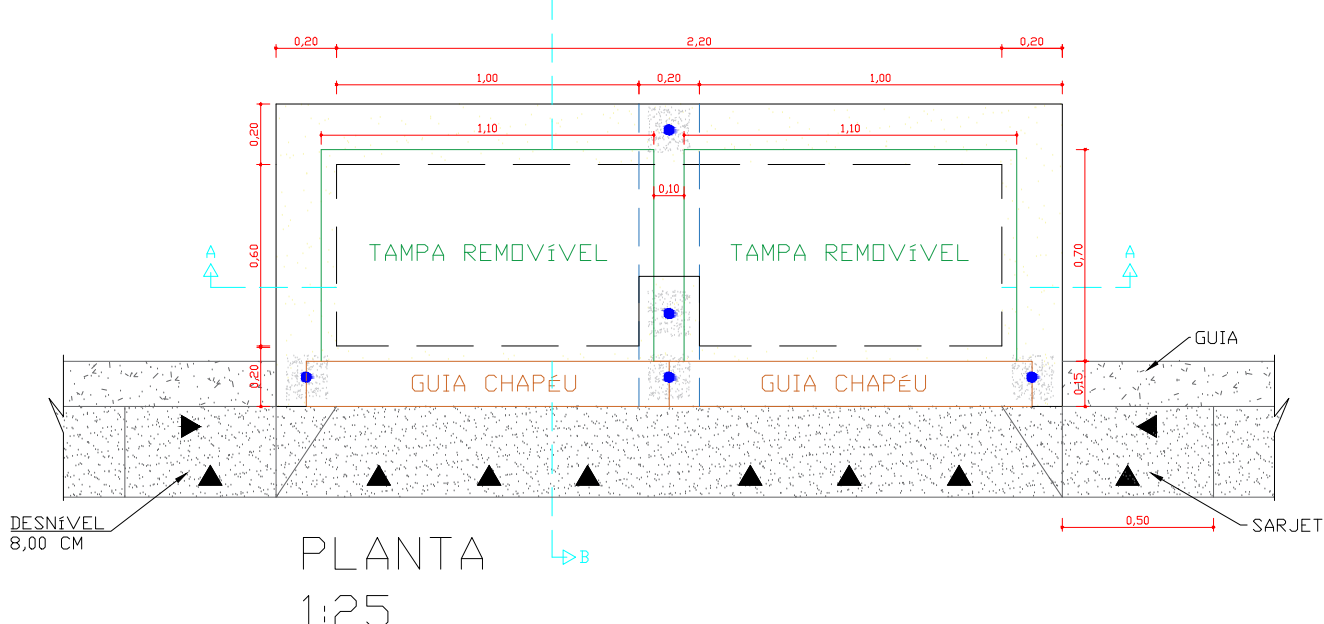 0,20 2,20 0,20
1,00 0,20 1,00
0,20
1,10 1,10
0,10
0,60
0,70
TAMPA REMOVÍVEL TAMPA REMOVÍVEL
A A
GUIA
0,20
GUIA CHAPÉU GUIA CHAPÉU
0,15
DESNÍVEL
8,00 CM
0,50
SARJET
B
PLANTA
1:25